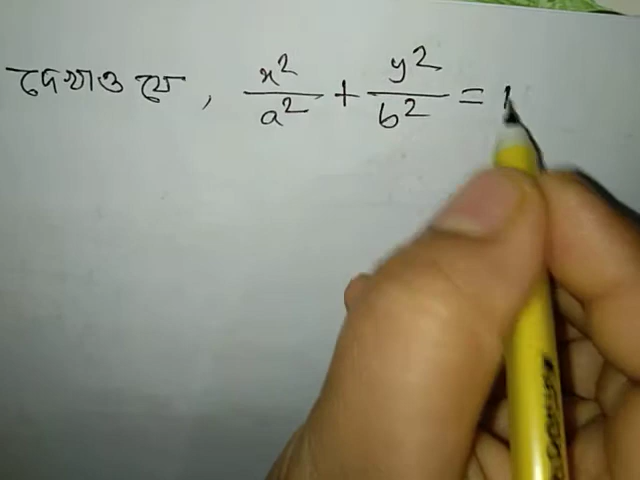 দেখাও যে, x²/a² + y²/b² = 1